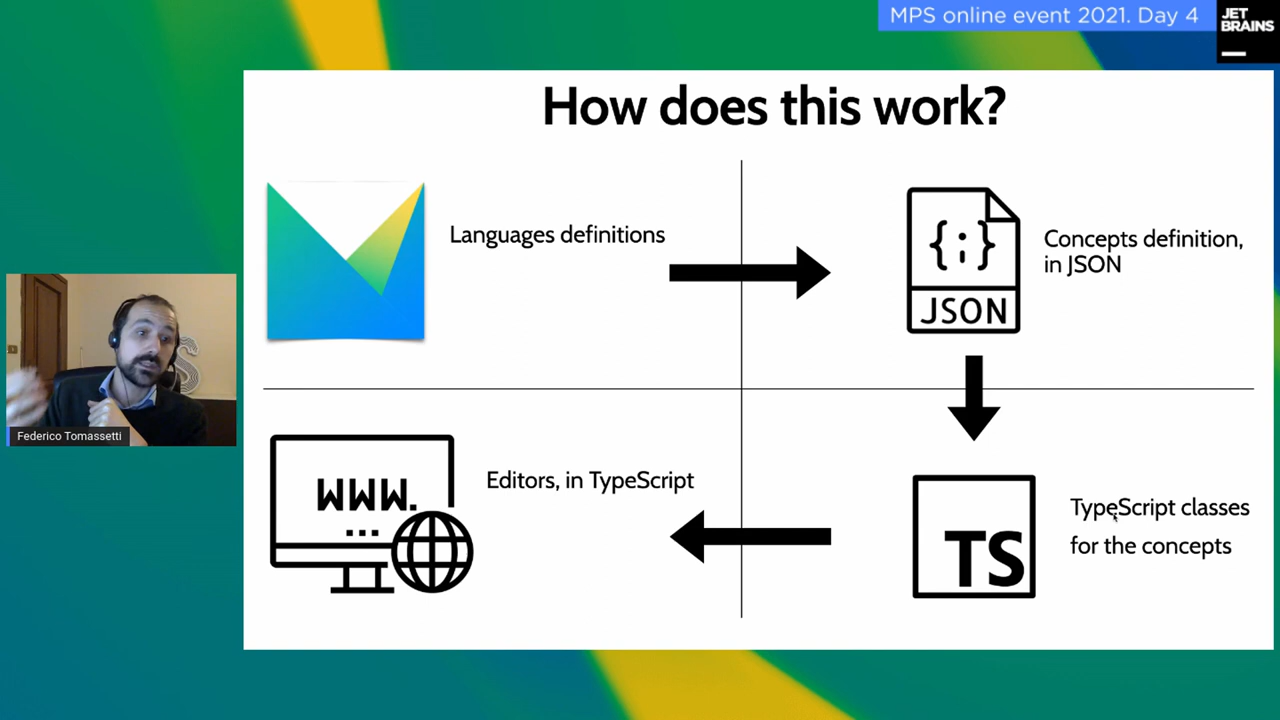 MPS online event 2021. Day 4
JET
BRAINS
How does this work?
Languages definitions
Concepts definition,
in JSON
{;}
JSON
Federico Tomassetti
WWW.
...
Editors, in TypeScript
TS
TypeScript classes
for the concepts